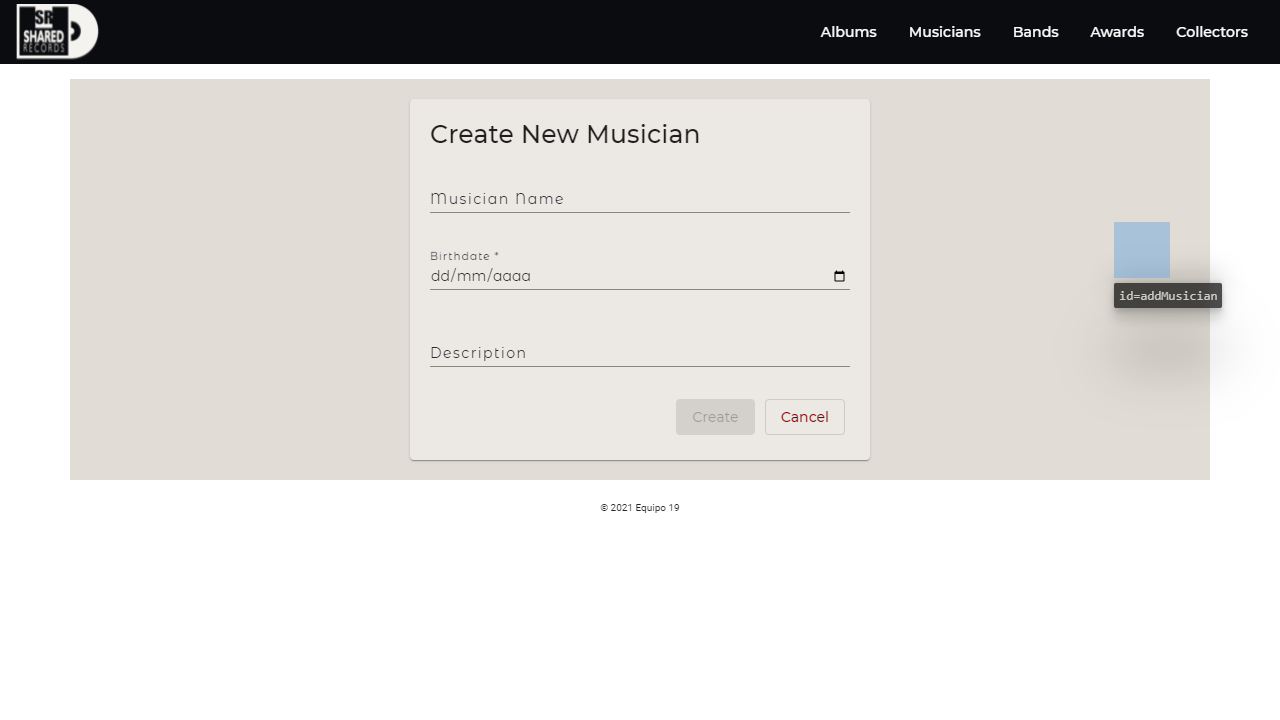 SR
SHARED
RECORDS
Albums Musicians Bands Awards Collectors
Create New Musician
Musician Name
Birthdate *
dd/mm/aaaa
id=addMusician
Description
Create Cancel
© 2021 Equipo 19